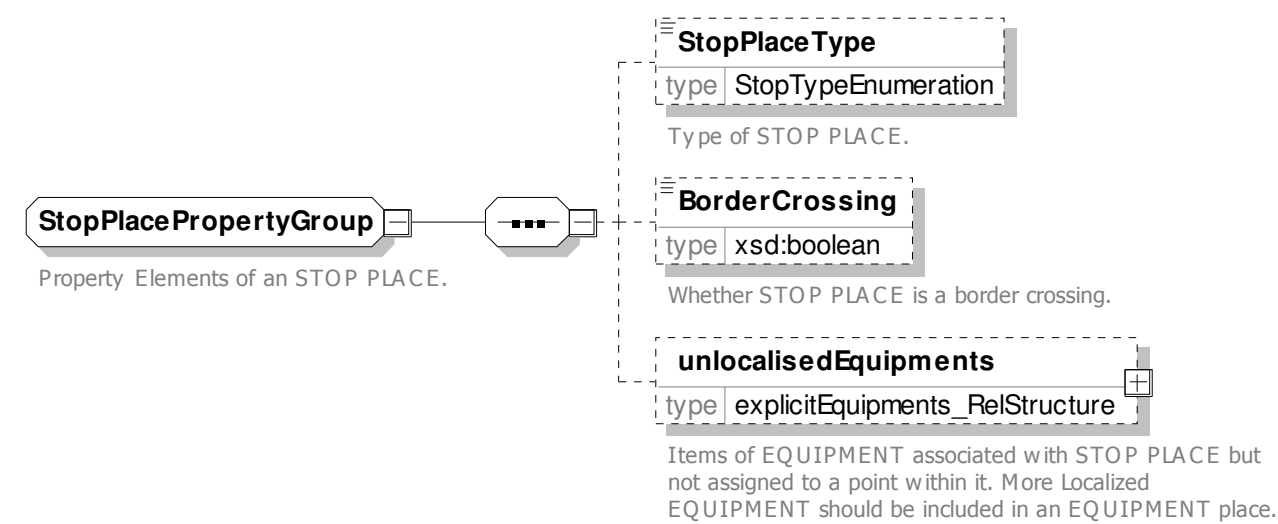 StopPlaceType
type StopTypeEnumeration
Type of STOP PLACE.
StopPlacePropertyGroup
Property Elements of an STOP PLACE.
BorderCrossing
type xsd:boolean
Whether STOP PLACE is a border crossing.
unlocalisedEquipments
type explicitEquipments_RelStructure
Items of EQUIPMENT associated with STOP PLACE but
not assigned to a point within it. More Localized
EQUIPMENT should be included in an EQUIPMENT place.